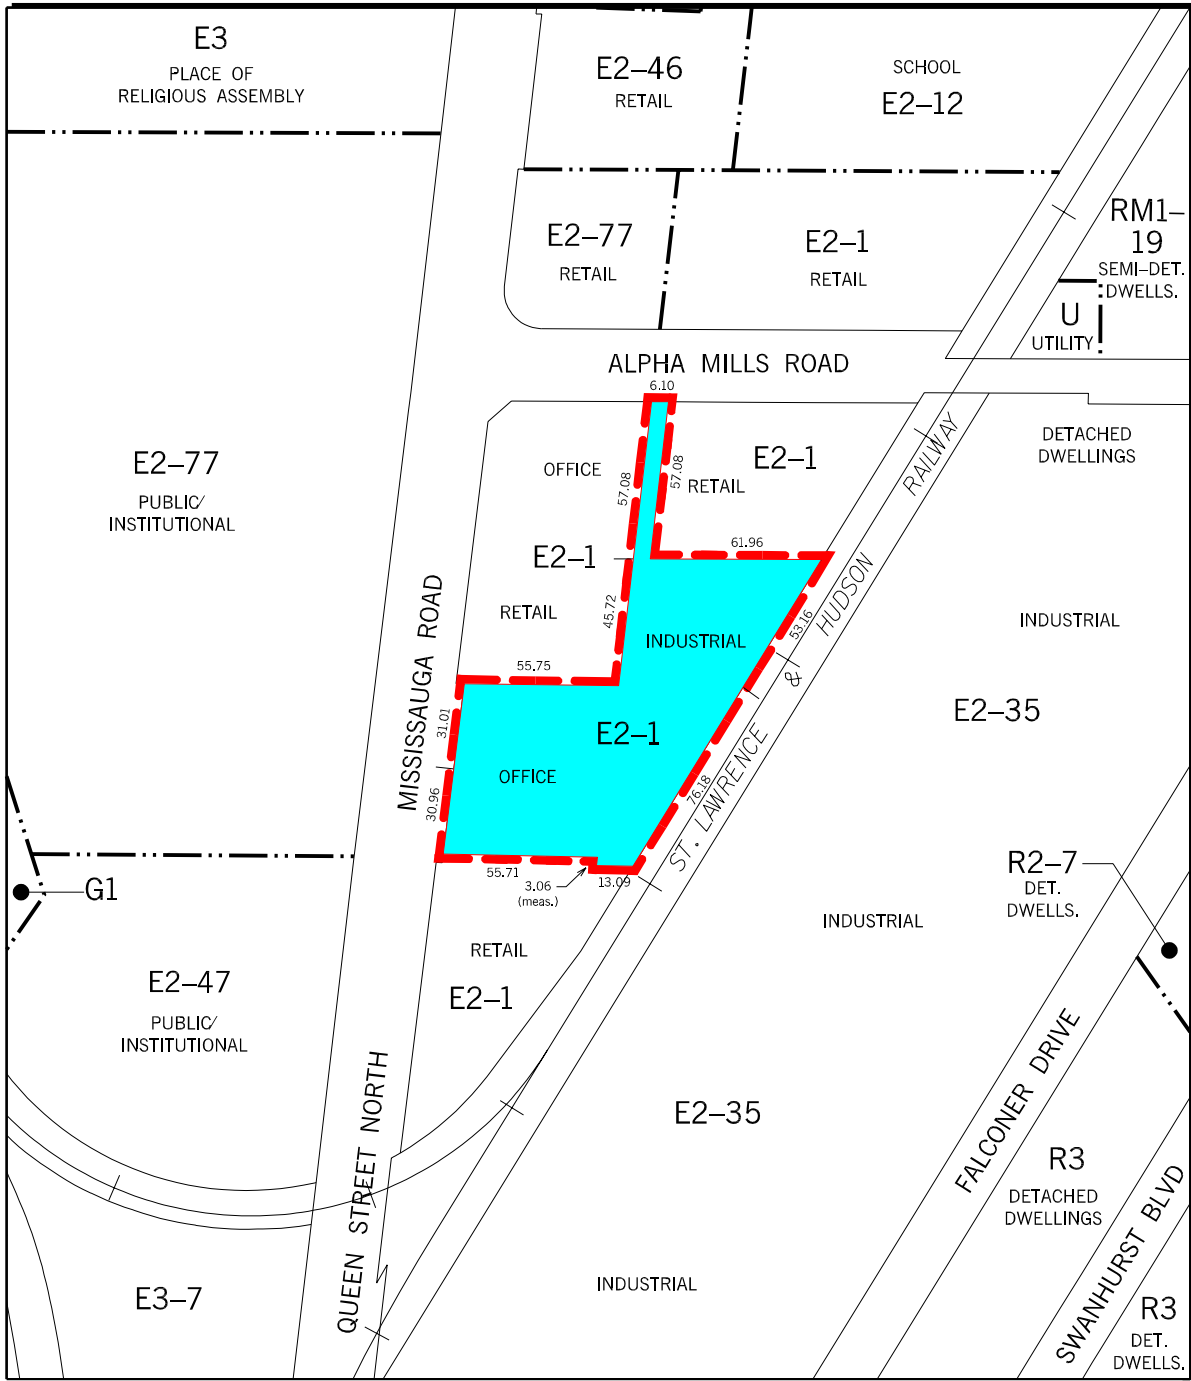 E3
PLACE OF
RELIGIOUS ASSEMBLY
E2–46
RETAIL
SCHOOL
E2–12
E2–77
RETAIL
E2–1
RETAIL
RM1–
19
SEMI–DET.
DWELLS.
U
UTILITY
ALPHA MILLS ROAD
6.10
E2–77
PUBLIC/
INSTITUTIONAL
OFFICE
57.08
57.08
E2–1
RETAIL
RAILWAY
DETACHED
DWELLINGS
E2–1
RETAIL
61.96
45.72
INDUSTRIAL
53.16
HUDSON
&
INDUSTRIAL
MISSISSAUGA ROAD
55.75
31.01
E2–1
OFFICE
30.96
76.18
ST. LAWRENCE
E2–35
55.71
3.06
(meas.)
13.09
G1
R2–7
DET.
DWELLS.
INDUSTRIAL
RETAIL
E2–1
E2–47
PUBLIC/
INSTITUTIONAL
QUEEN STREET NORTH
E2–35
FALCONER DRIVE
R3
DETACHED
DWELLINGS
SWANHURST BLVD
E3–7
INDUSTRIAL
R3
DET.
DWELLS.